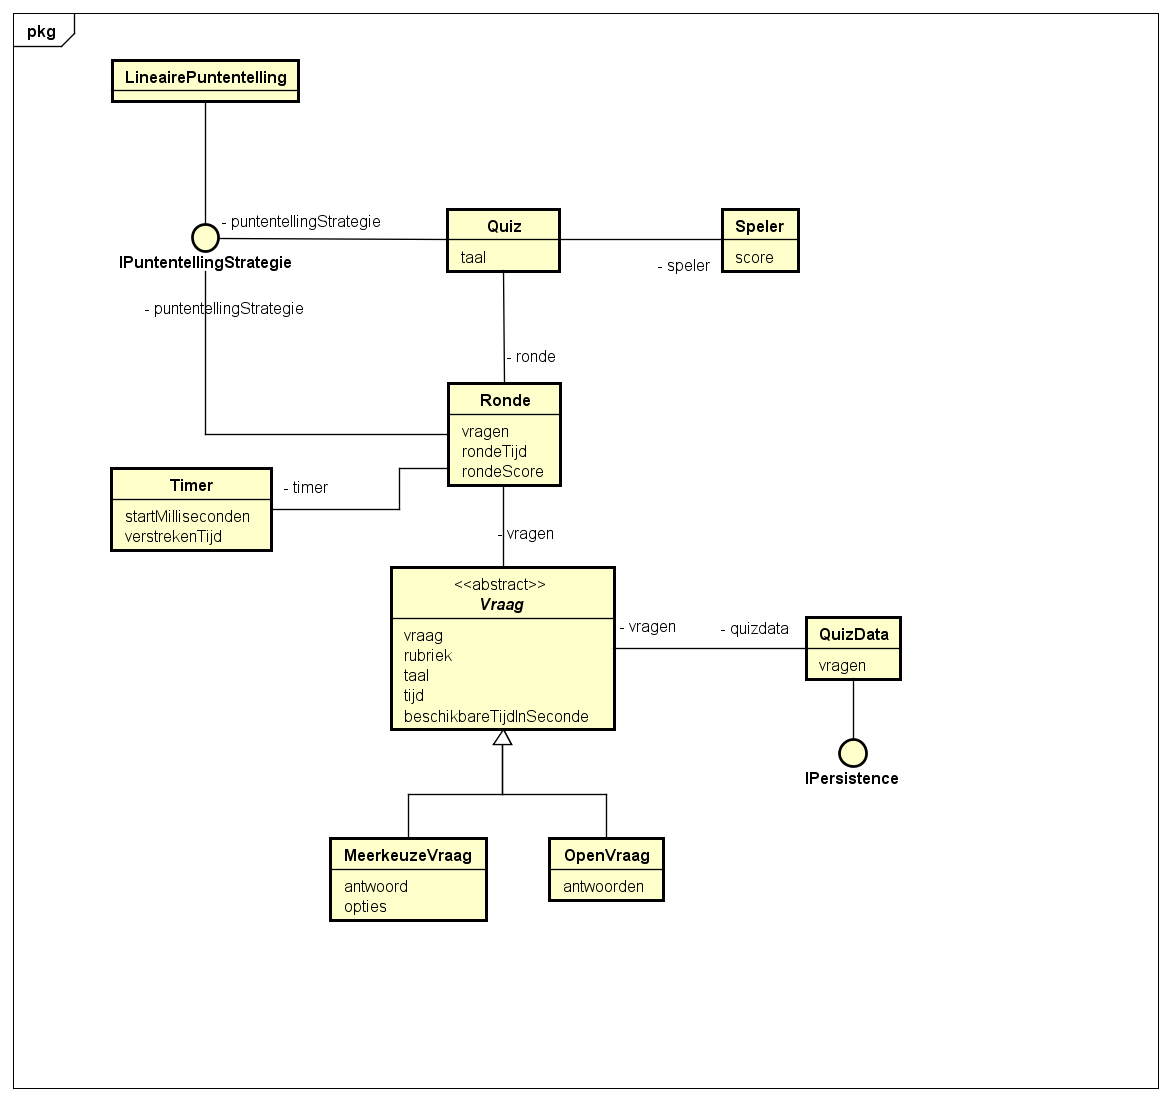 pkg
LineairePuntentelling
- puntentellingStrategie
IPuntentellingStrategie
Quiz
taal
Speler
score
- speler
- puntentellingStrategie
- ronde
Ronde
vragen
rondeTijd
rondeScore
Timer
startMilliseconden
verstrekenTijd
- timer
- vragen
<<abstract>>
Vraag
vraag
rubriek
taal
tijd
beschikbareTijdInSeconde
- vragen
- quizdata
QuizData
vragen
IPersistence
MeerkeuzeVraag
antwoord
opties
OpenVraag
antwoorden